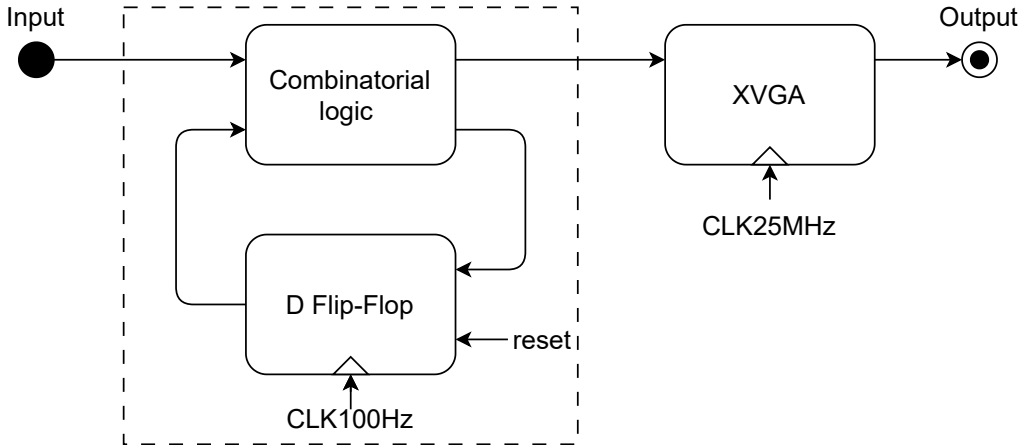 Input
Output
Combinatorial
logic
XVGA
CLK25MHz
D Flip-Flop
reset
CLK100Hz